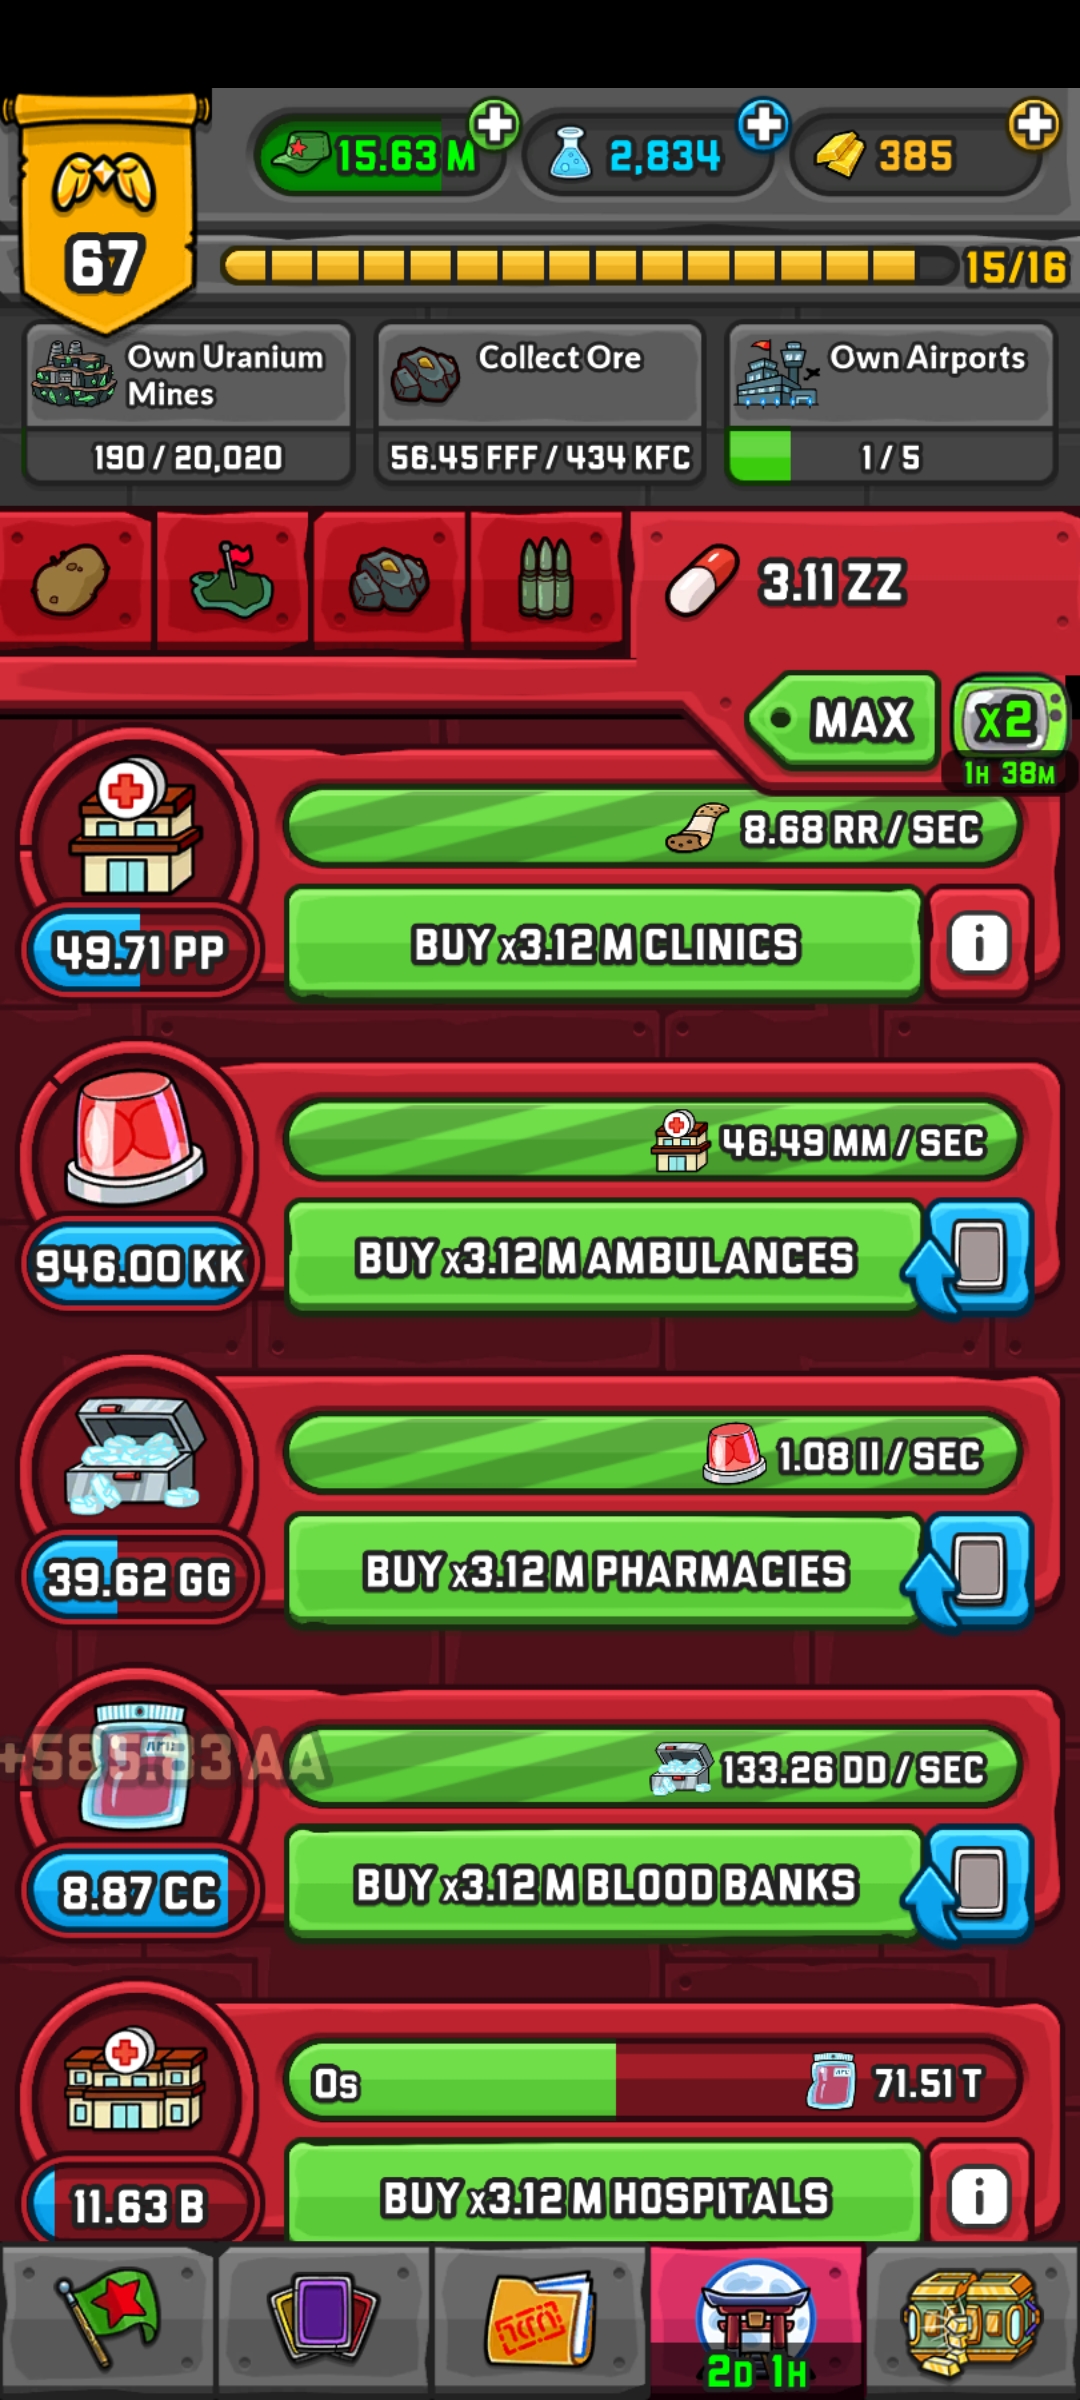 15.63 M
2,834
385
67
15/16
Own Uranium
Mines
190 / 20,020
Collect Ore
56.45 FFF / 434 KFC
Own Airports
1 / 5
3.11 ZZ
MAX
x2
1H 38M
8.68 RR / SEC
49.71 PP
BUY x3.12 M CLINICS
i
46.49 MM / SEC
946.00 KK
BUY x3.12 M AMBULANCES
1.08 II / SEC
39.62 GG
BUY x3.12 M PHARMACIES
+585.83 AA
133.26 DD / SEC
8.87 CC
BUY x3.12 M BLOOD BANKS
0s
71.51 T
11.63 B
BUY x3.12 M HOSPITALS
i
2D 1H